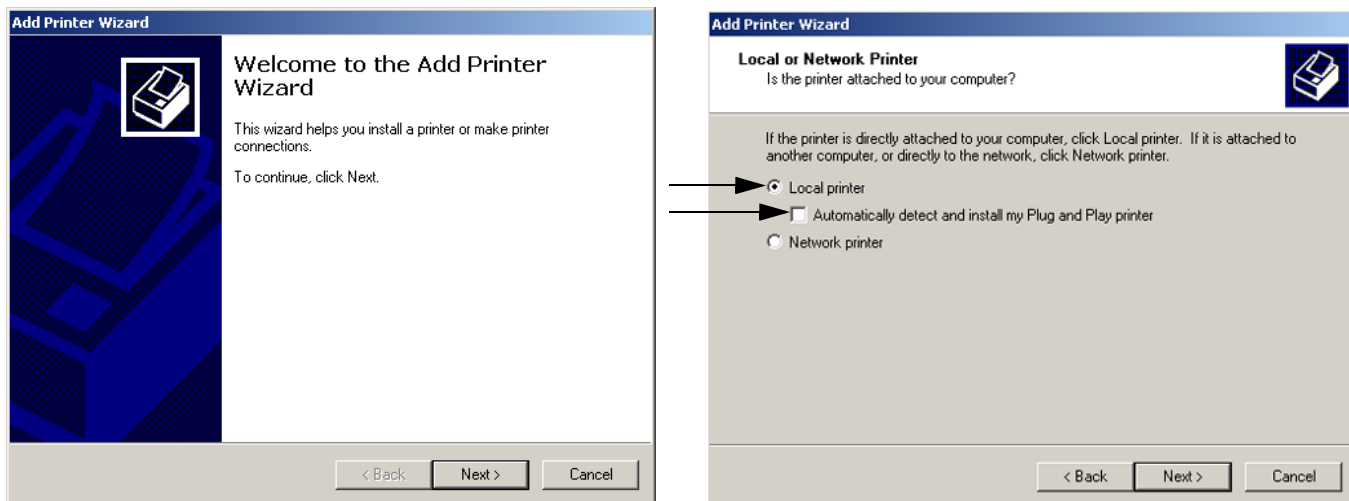 Add Printer Wizard
Welcome to the Add Printer
Wizard
This wizard helps you install a printer or make printer
connections.
To continue, click Next.
< Back
Next >
Cancel
Add Printer Wizard
Local or Network Printer
Is the printer attached to your computer?
If the printer is directly attached to your computer, click Local printer. If it is attached to
another computer, or directly to the network, click Network printer.
Local printer
Automatically detect and install my Plug and Play printer
Network printer
< Back
Next >
Cancel